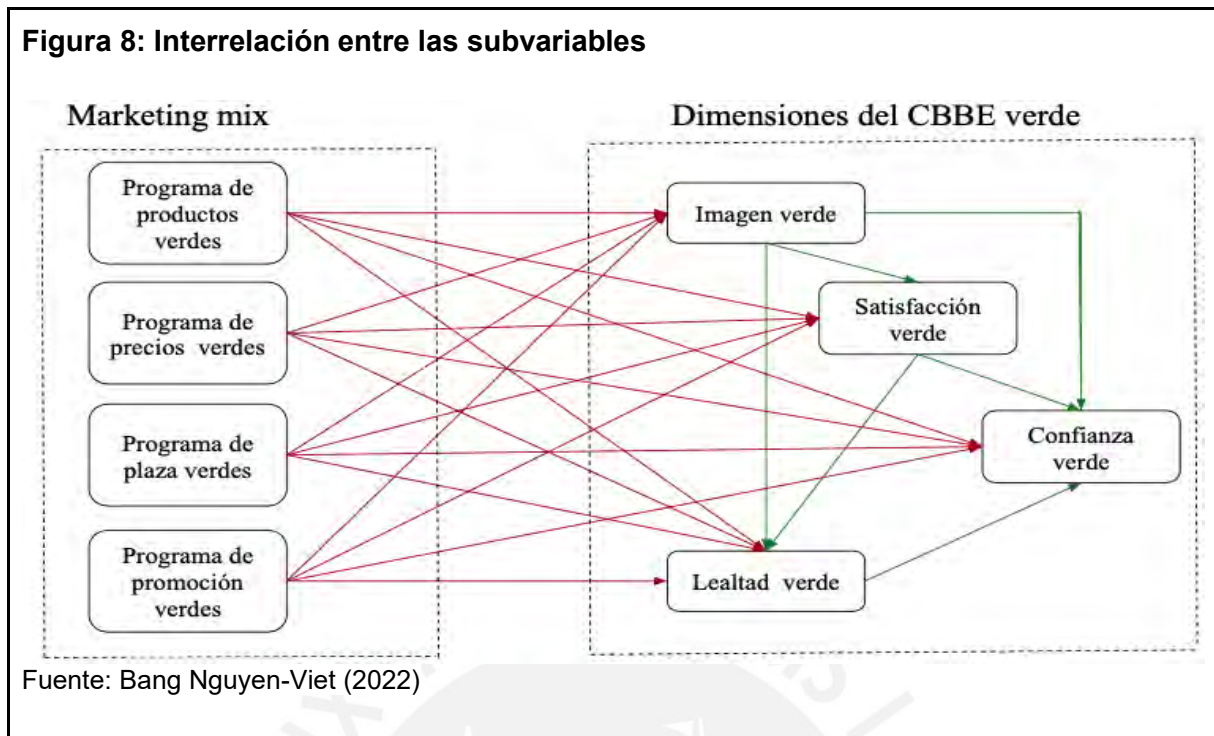 Figura 8: Interrelación entre las subvariables
Marketing mix
Dimensiones del CBBE verde
Programa de
productos
verdes
Programa de
precios verdes
Programa de
plaza verdes
Programa de
promoción
verdes
Imagen verde
Satisfacción
verde
Confianza
verde
Lealtad verde
Fuente: Bang Nguyen-Viet (2022)